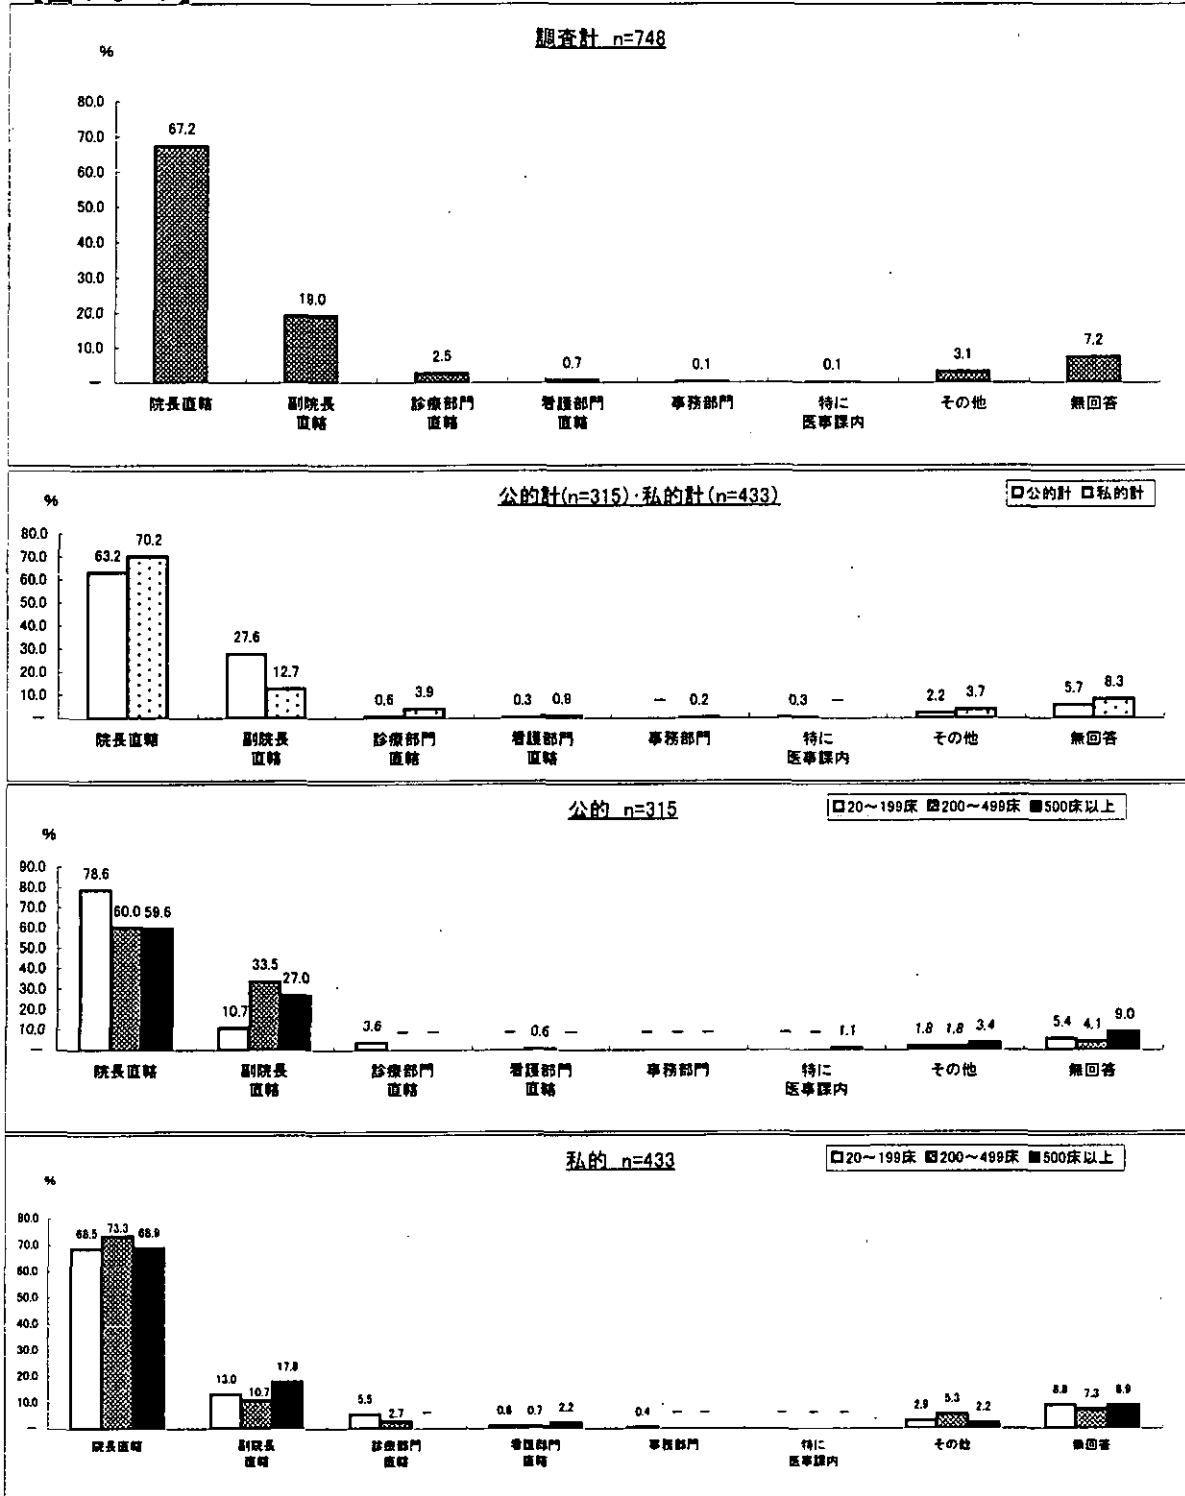 調査計 n=748
%
80.0
70.0
60.0
50.0
40.0
30.0
20.0
10.0
—
67.2
19.0
2.5
0.7
0.1
0.1
3.1
7.2
院長直轄 副院長直轄 診療部門直轄 看護部門直轄 事務部門 特に医事課内 その他 無回答
公的計(n=315)・私的計(n=433)
□公的計 □私的計
%
80.0
70.0
60.0
50.0
40.0
30.0
20.0
10.0
—
63.2 70.2
27.6 12.7
0.6 3.9
0.3 0.9
— 0.2
0.3 —
2.2 3.7
5.7 8.3
院長直轄 副院長直轄 診療部門直轄 看護部門直轄 事務部門 特に医事課内 その他 無回答
公的 n=315
□20～199床 ▩200～499床 ■500床以上
%
90.0
80.0
70.0
60.0
50.0
40.0
30.0
20.0
10.0
—
78.6 60.0 59.6
10.7 33.5 27.0
3.6 — —
— 0.6 —
— — —
— — 1.1
1.8 1.8 3.4
5.4 4.1 9.0
院長直轄 副院長直轄 診療部門直轄 看護部門直轄 事務部門 特に医事課内 その他 無回答
私的 n=433
□20～199床 ▩200～499床 ■500床以上
%
80.0
70.0
60.0
50.0
40.0
30.0
20.0
10.0
—
68.5 73.3 68.9
13.0 10.7 17.8
5.5 2.7 —
0.7 2.2
0.4 — —
— — —
2.9 5.3 2.2
8.8 7.3 8.9
院長直轄 副院長直轄 診療部門直轄 看護部門直轄 事務部門 特に医事課内 その他 無回答